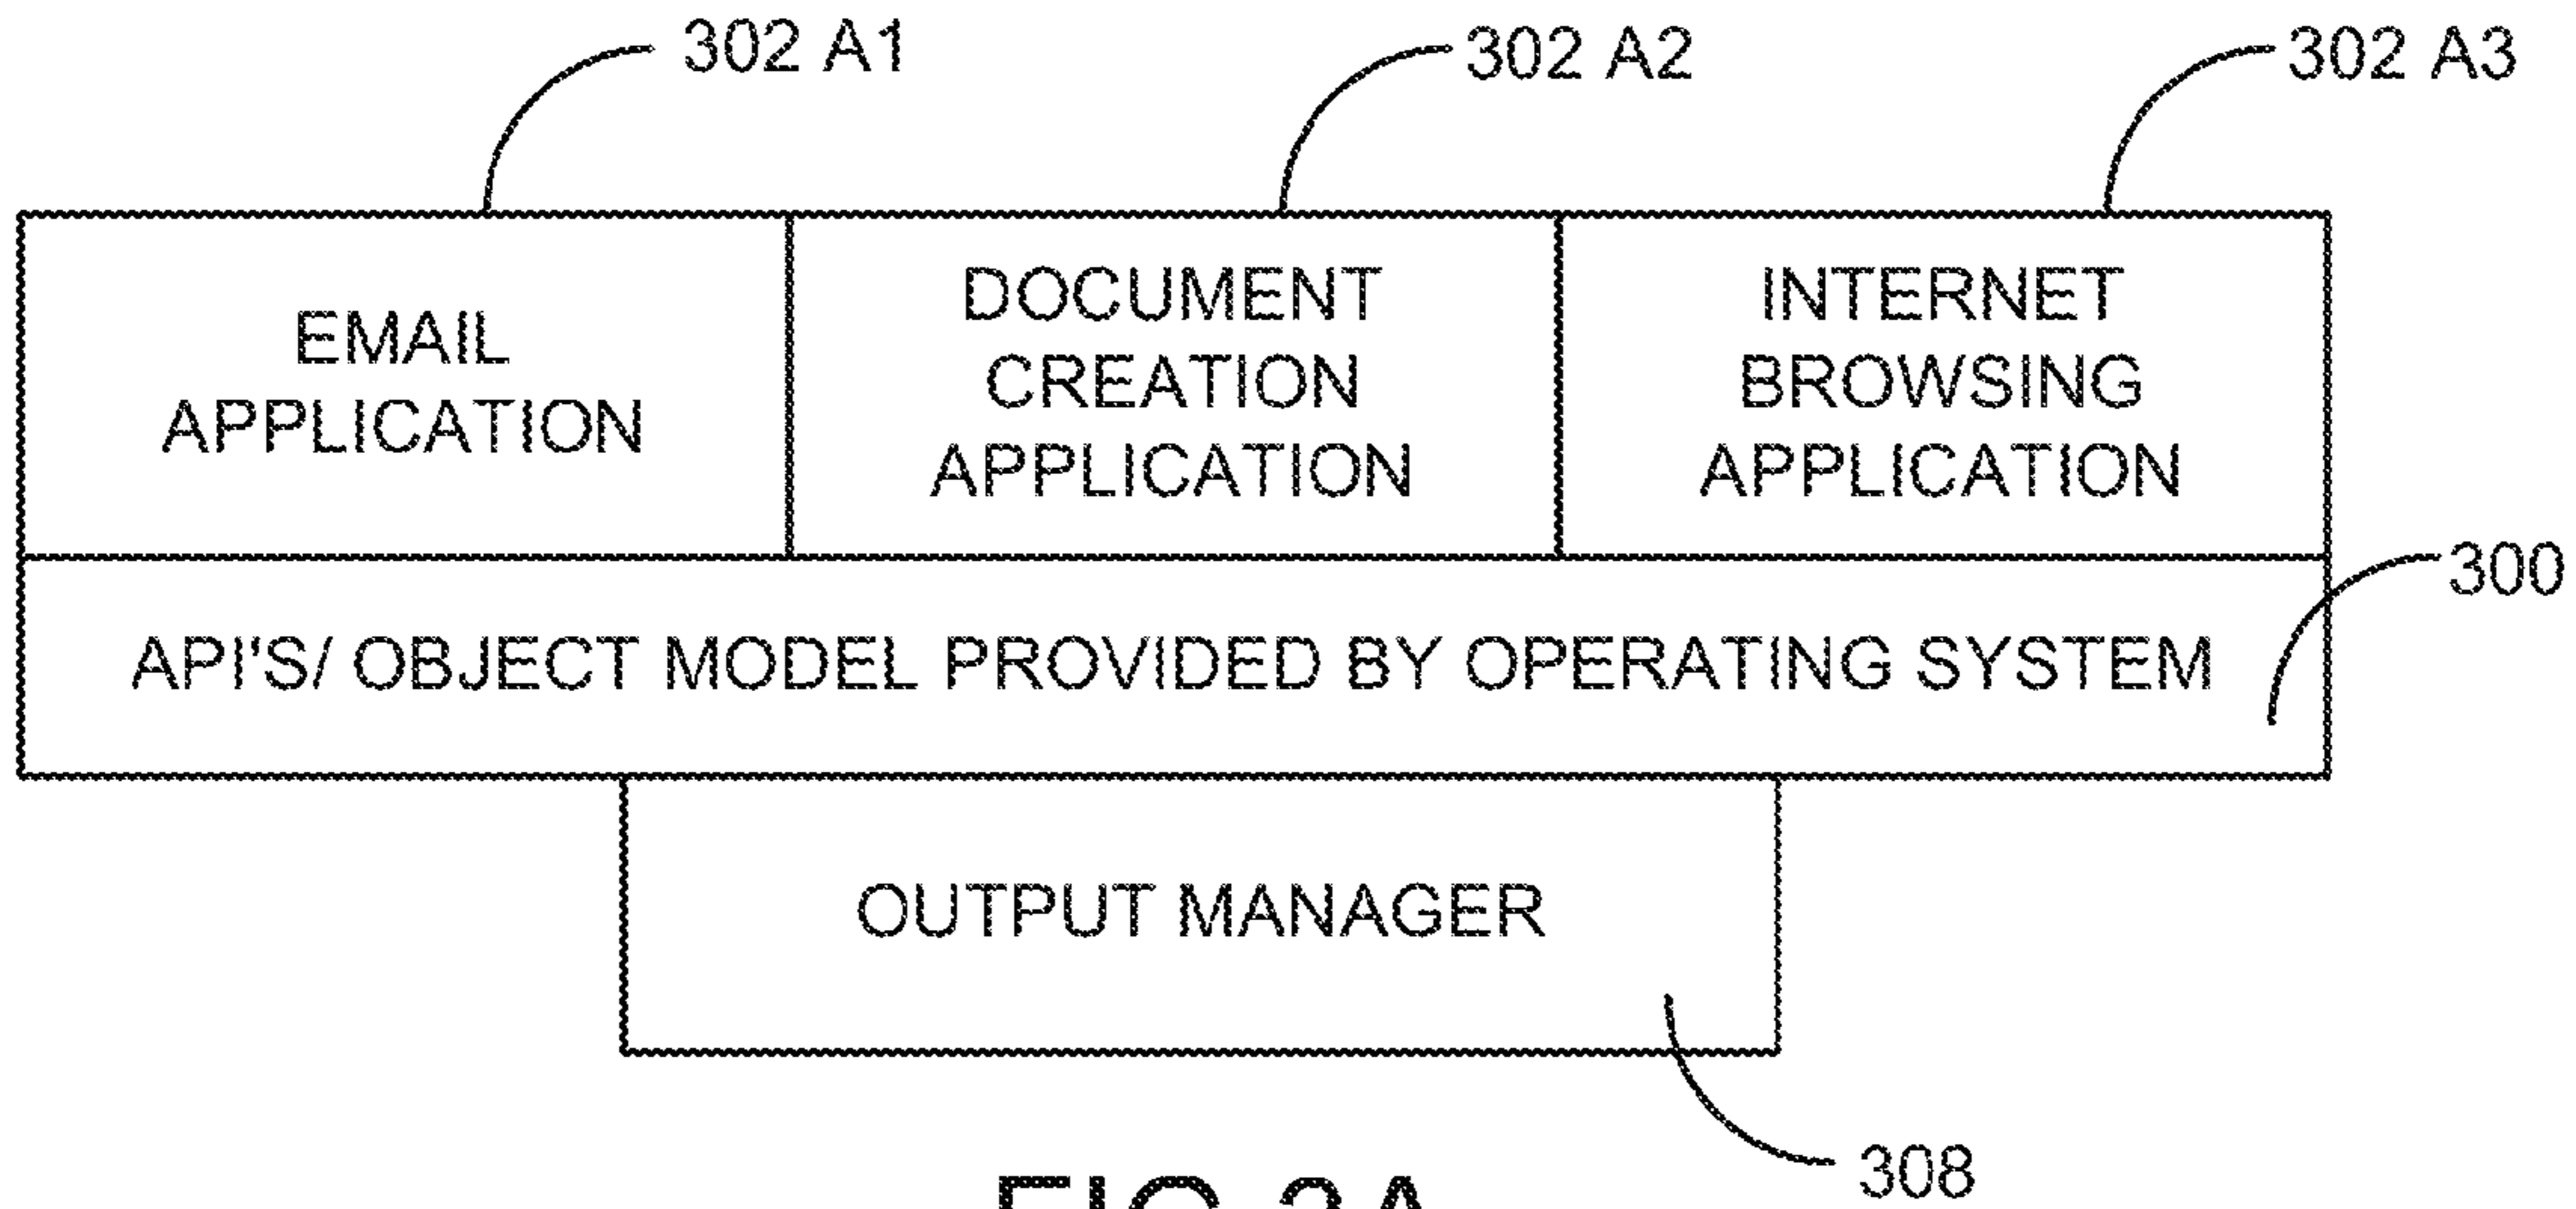 302 A1
302 A2
302 A3
EMAIL
APPLICATION
DOCUMENT
CREATION
APPLICATION
INTERNET
BROWSING
APPLICATION
300
API'S/ OBJECT MODEL PROVIDED BY OPERATING SYSTEM
OUTPUT MANAGER
308